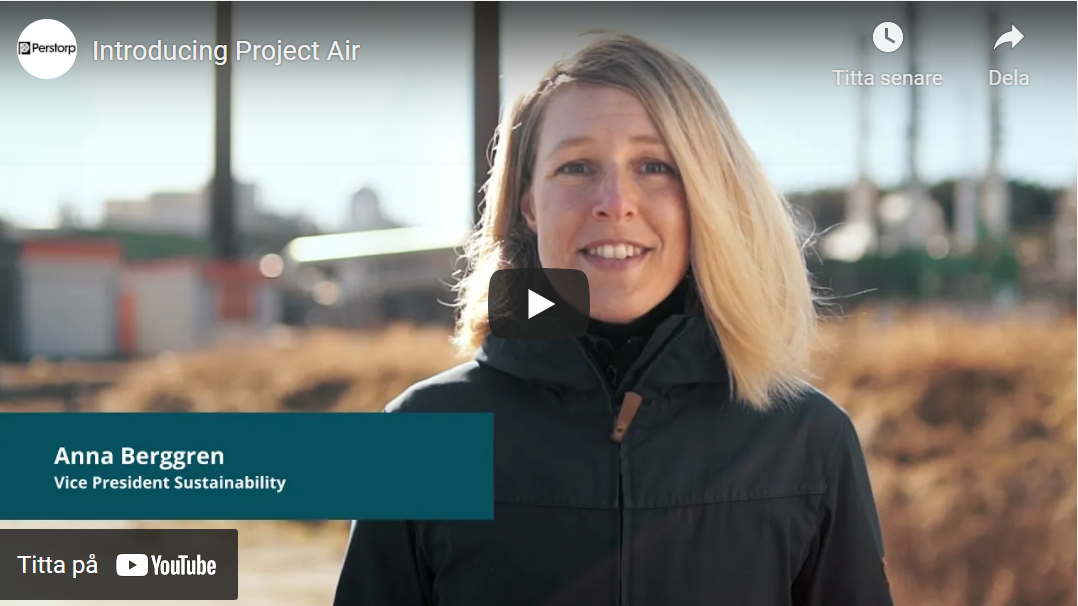 Perstorp
Introducing Project Air
Titta senare
Dela
Anna Berggren
Vice President Sustainability
Titta på YouTube